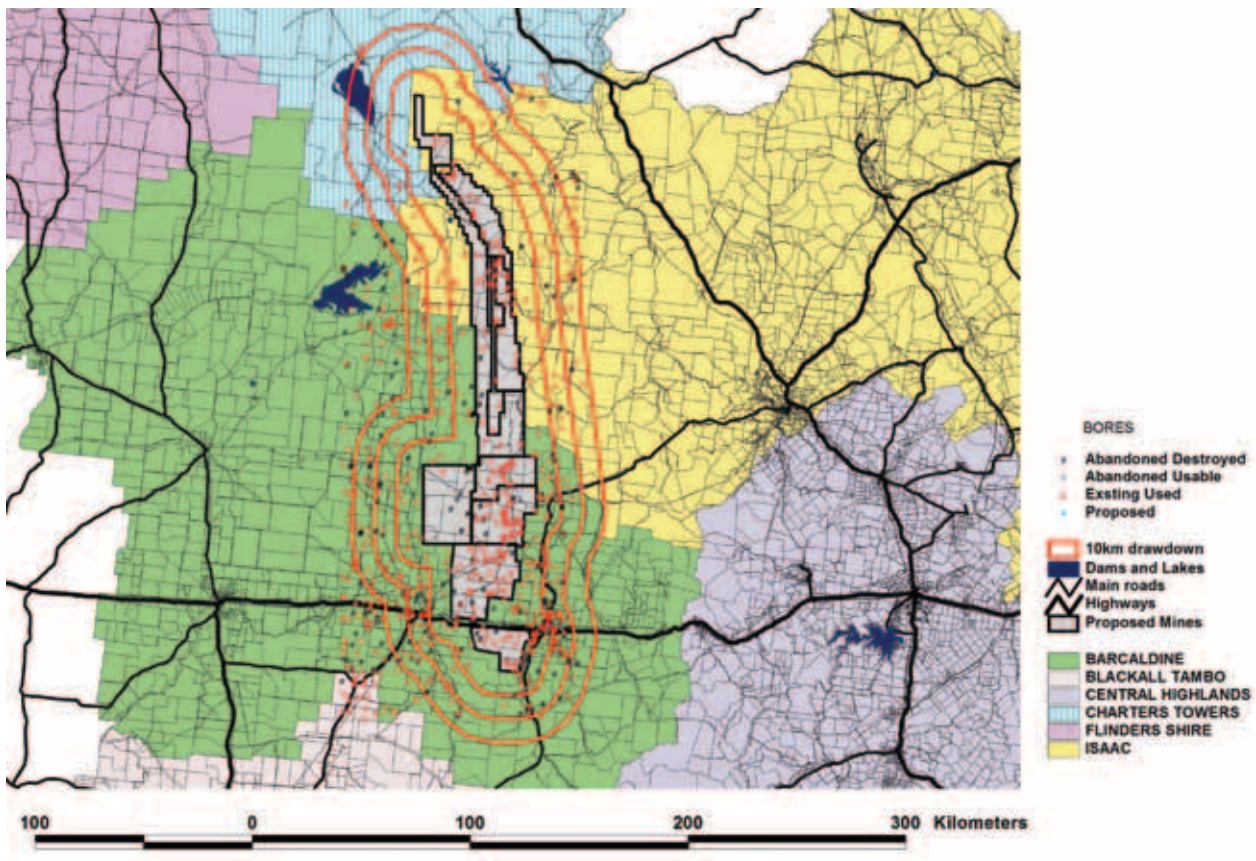 BORES
Abandoned Destroyed
Abandoned Usable
Exsting Used
Proposed
10km drawdown
Dams and Lakes
Main roads
Highways
Proposed Mines
BARCALDINE
BLACKALL TAMBO
CENTRAL HIGHLANDS
CHARTERS TOWERS
FLINDERS SHIRE
ISAAC
100 0 100 200 300 Kilometers